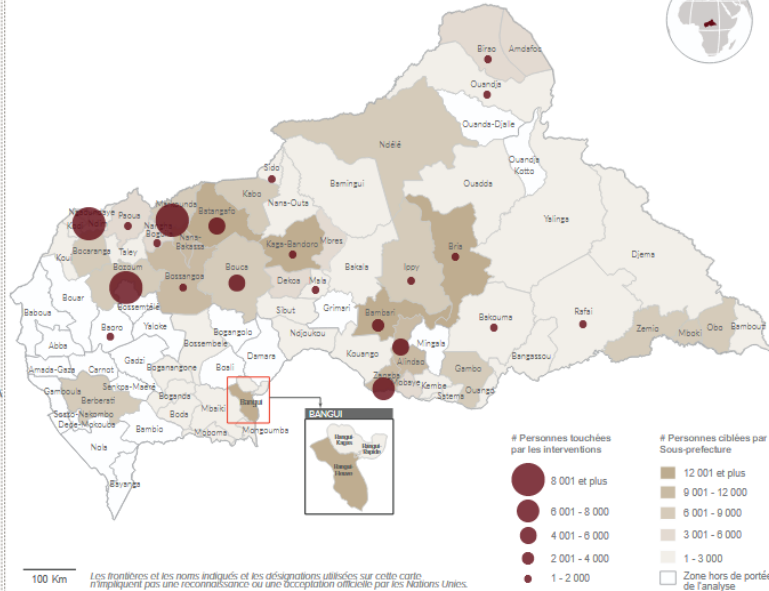 Birao
Amdafoc
Ouandja
Ouanda-Djalle
Ndélé
Ouandja
Kotto
Sido
Bamingui
Ouadda
Kabo
Nana-Outa
Yalinga
Paoua
Markounda
Batangafo
Nana-
Bakassa
Kaga-Bandoro
Mbres
Bria
Djema
Taley
Bocaranga
Bozoum
Bossangoa
Bouca
Dekoa
Mala
Bakala
Ippy
Bouar
Bossemtélé
Sibut
Grimari
Bambari
Bakouma
Rafai
Zemio
Mboki
Obo
Bambouti
Baboua
Baoro
Yaloke
Bogangolo
Ndjoukou
Mingala
Abba
Bossembele
Damara
Kouango
Alindao
Bangassou
Gadzi
Bosli
Zangba
Gambo
Amada-Gaza
Carnot
Boganangone
Mobaye
Kembe
Satema
Ouango
Gamboula
Berberati
Boganda
Bangui
Sosso-Nakombo
Dede-Mokouba
Boda
Mbaiki
Bambio
Mongoumba
Nola
Bayanga
BANGUI
# Personnes touchées
par les interventions
8 001 et plus
6 001 - 8 000
4 001 - 6 000
2 001 - 4 000
1 - 2 000
# Personnes ciblées par
Sous-prefecture
12 001 et plus
9 001 - 12 000
6 001 - 9 000
3 001 - 6 000
1 - 3 000
Zone hors de portée
de l'analyse
100 Km
Les frontières et les noms indiqués et les désignations utilisées sur cette carte
n'impliquent pas une reconnaissance ou une acceptation officielle par les Nations Unies.